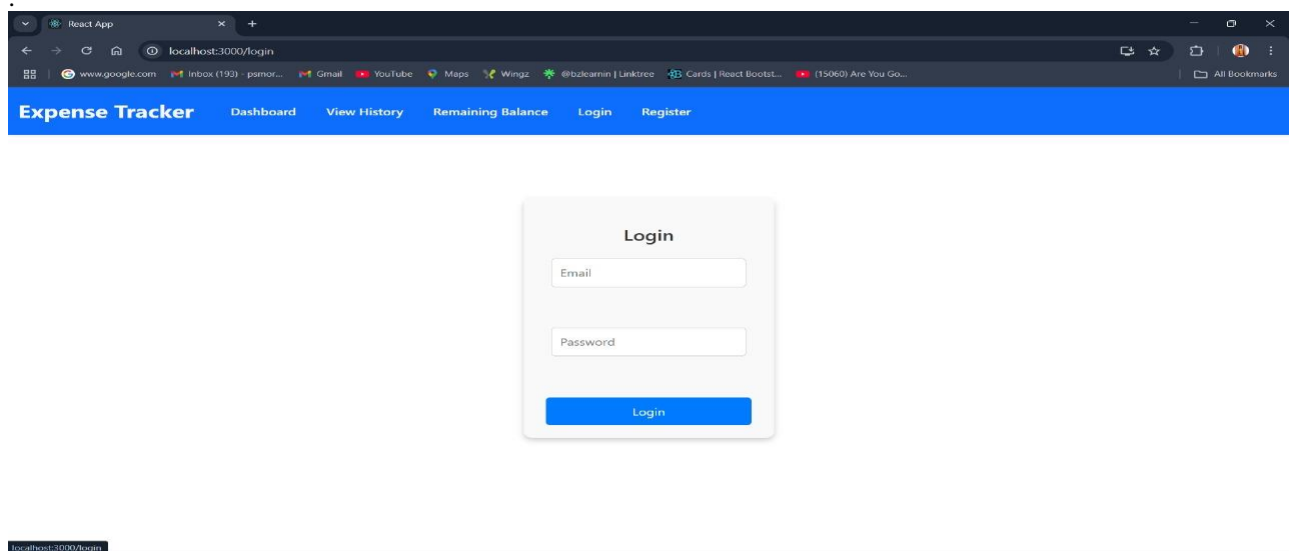 React App
localhost:3000/login
www.google.com Inbox (193) - psmor... Gmail YouTube Maps Wingz @bzlearnin | Linktree Cards | React Bootst... (15060) Are You Go... All Bookmarks
Expense Tracker Dashboard View History Remaining Balance Login Register
Login
Email
Password
Login
localhost:3000/login